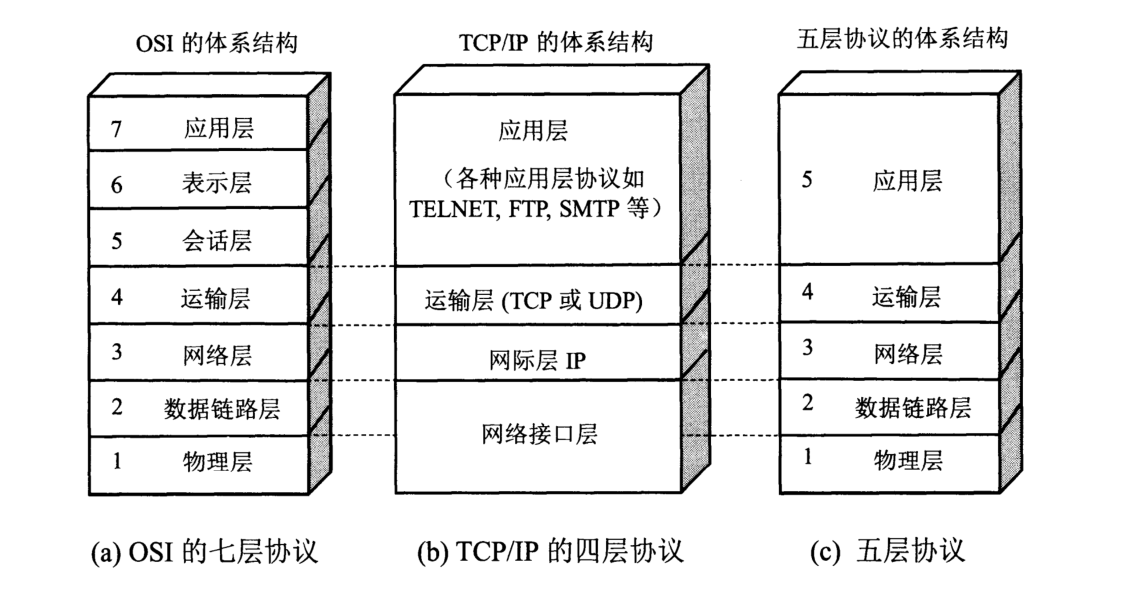 OSI 的体系结构
7 应用层
6 表示层
5 会话层
4 运输层
3 网络层
2 数据链路层
1 物理层
(a) OSI 的七层协议
TCP/IP 的体系结构
应用层
（各种应用层协议如
TELNET, FTP, SMTP 等）
运输层 (TCP 或 UDP)
网际层 IP
网络接口层
(b) TCP/IP 的四层协议
五层协议的体系结构
5 应用层
4 运输层
3 网络层
2 数据链路层
1 物理层
(c) 五层协议